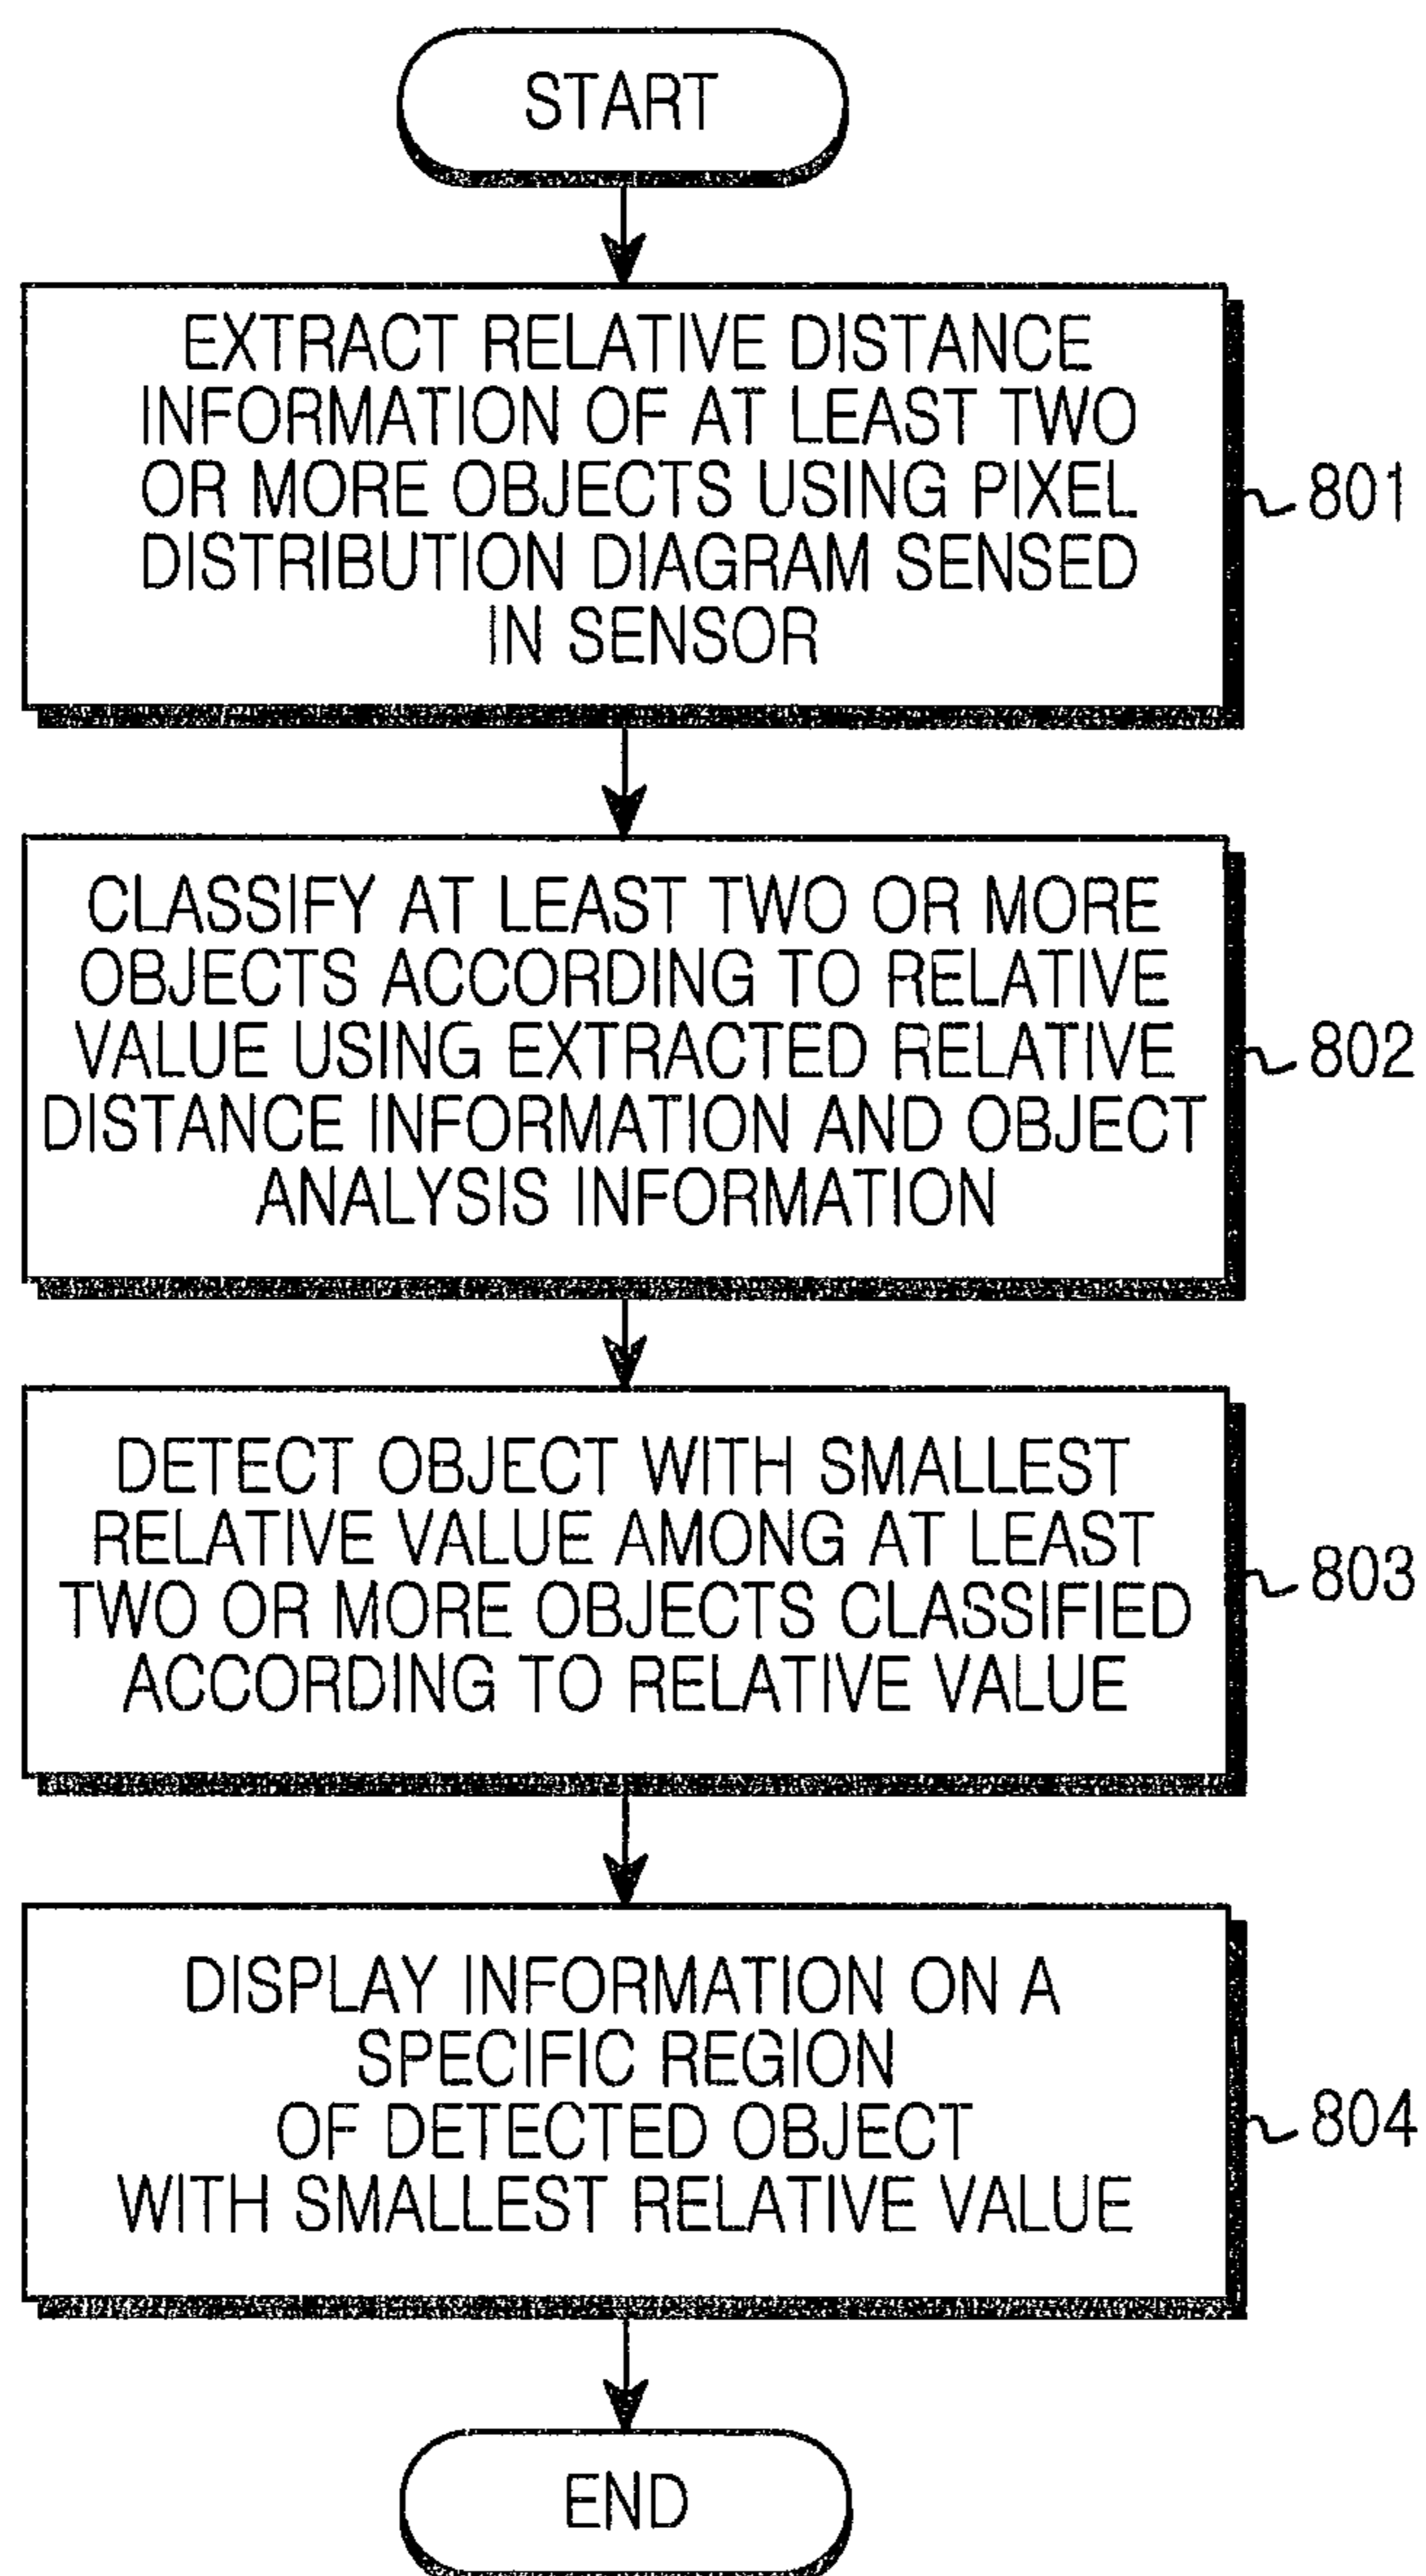 START
EXTRACT RELATIVE DISTANCE
INFORMATION OF AT LEAST TWO
OR MORE OBJECTS USING PIXEL
DISTRIBUTION DIAGRAM SENSED
IN SENSOR
801
CLASSIFY AT LEAST TWO OR MORE
OBJECTS ACCORDING TO RELATIVE
VALUE USING EXTRACTED RELATIVE
DISTANCE INFORMATION AND OBJECT
ANALYSIS INFORMATION
802
DETECT OBJECT WITH SMALLEST
RELATIVE VALUE AMONG AT LEAST
TWO OR MORE OBJECTS CLASSIFIED
ACCORDING TO RELATIVE VALUE
803
DISPLAY INFORMATION ON A
SPECIFIC REGION
OF DETECTED OBJECT
WITH SMALLEST RELATIVE VALUE
804
END